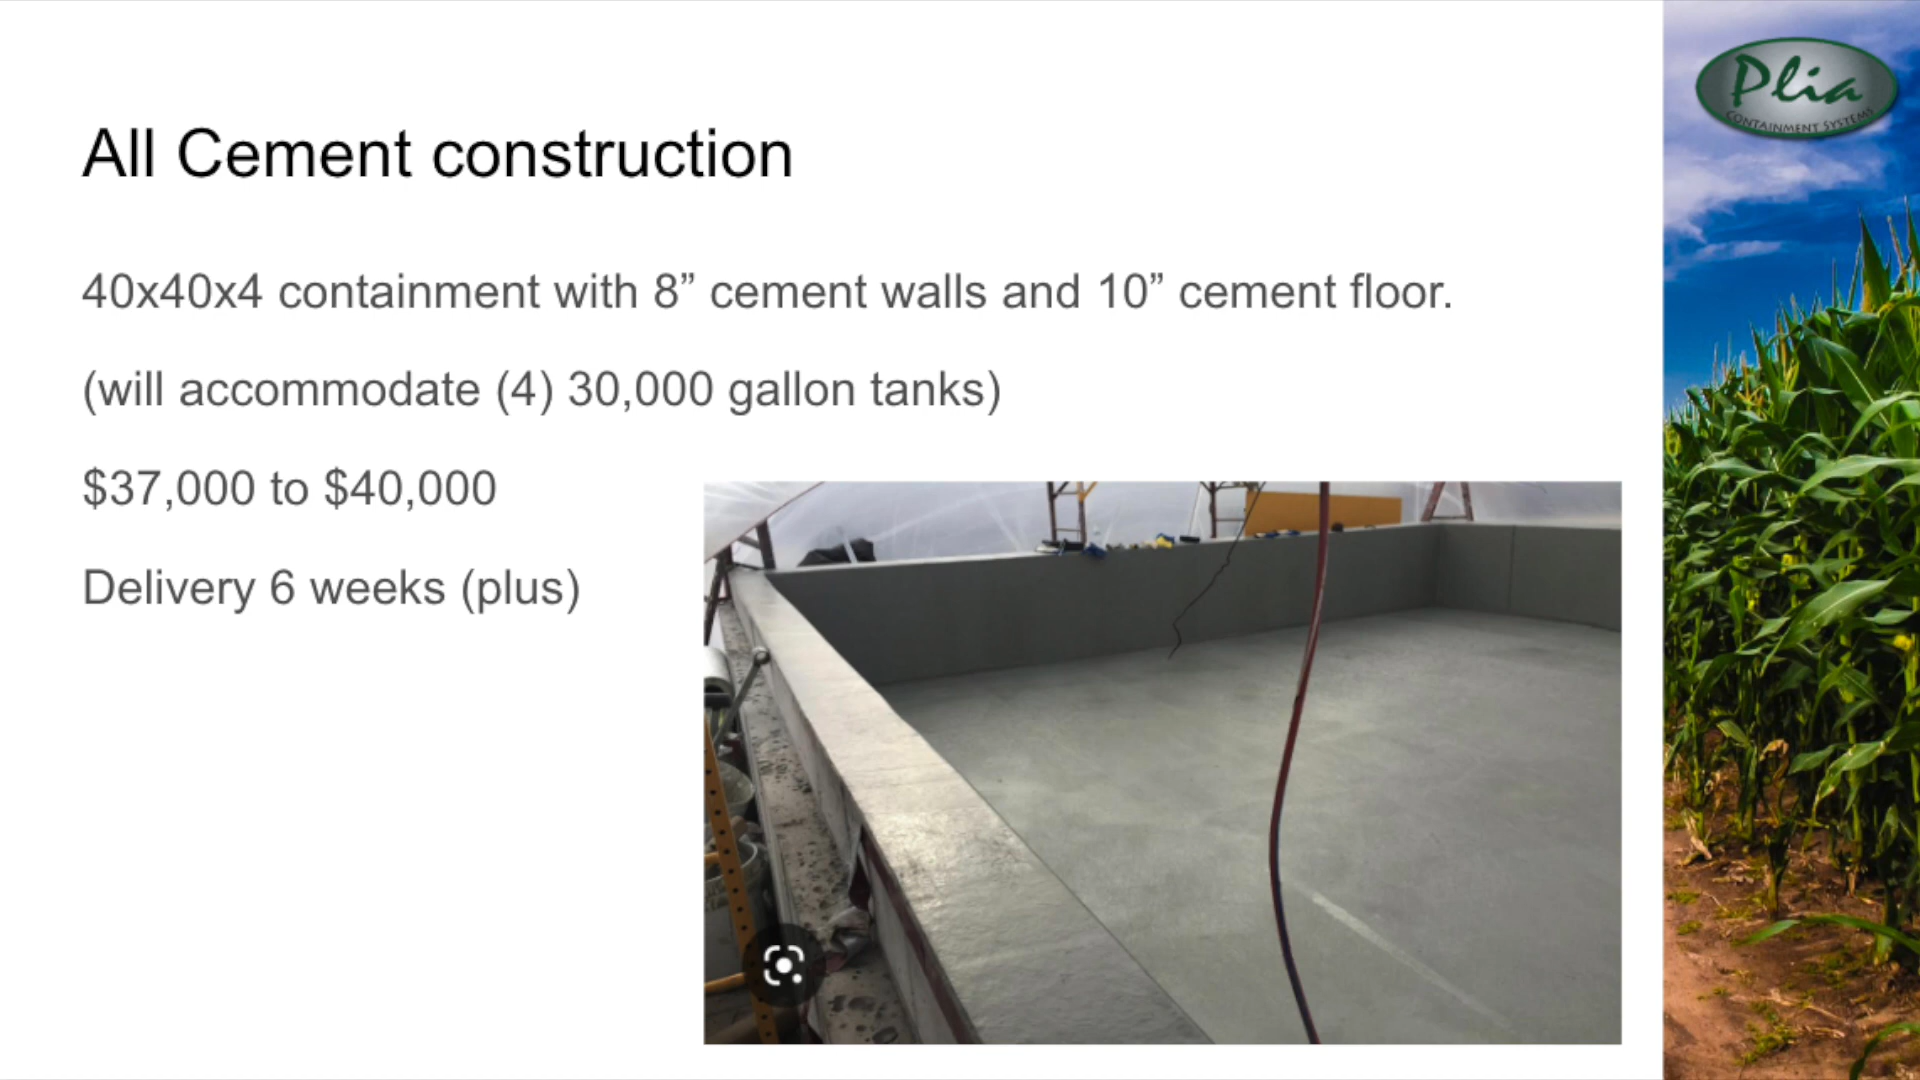 Plia
CONTAINMENT SYSTEMS
All Cement construction
40x40x4 containment with 8” cement walls and 10” cement floor.
(will accommodate (4) 30,000 gallon tanks)
$37,000 to $40,000
Delivery 6 weeks (plus)